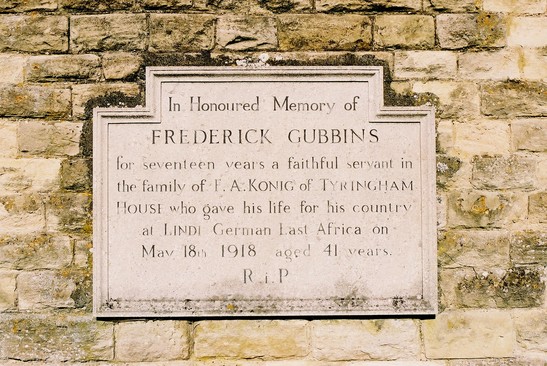 In Honoured Memory of
FREDERICK GUBBINS
for seventeen years a faithful servant in
the family of F. A. KONIG of TYRINGHAM
HOUSE who gave his life for his country
at LINDI German East Africa on
May 18th 1918 aged 41 years.
R.I.P